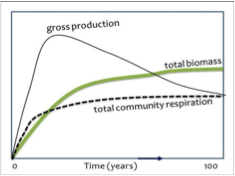 gross production
total biomass
total community respiration
0 Time (years) 100